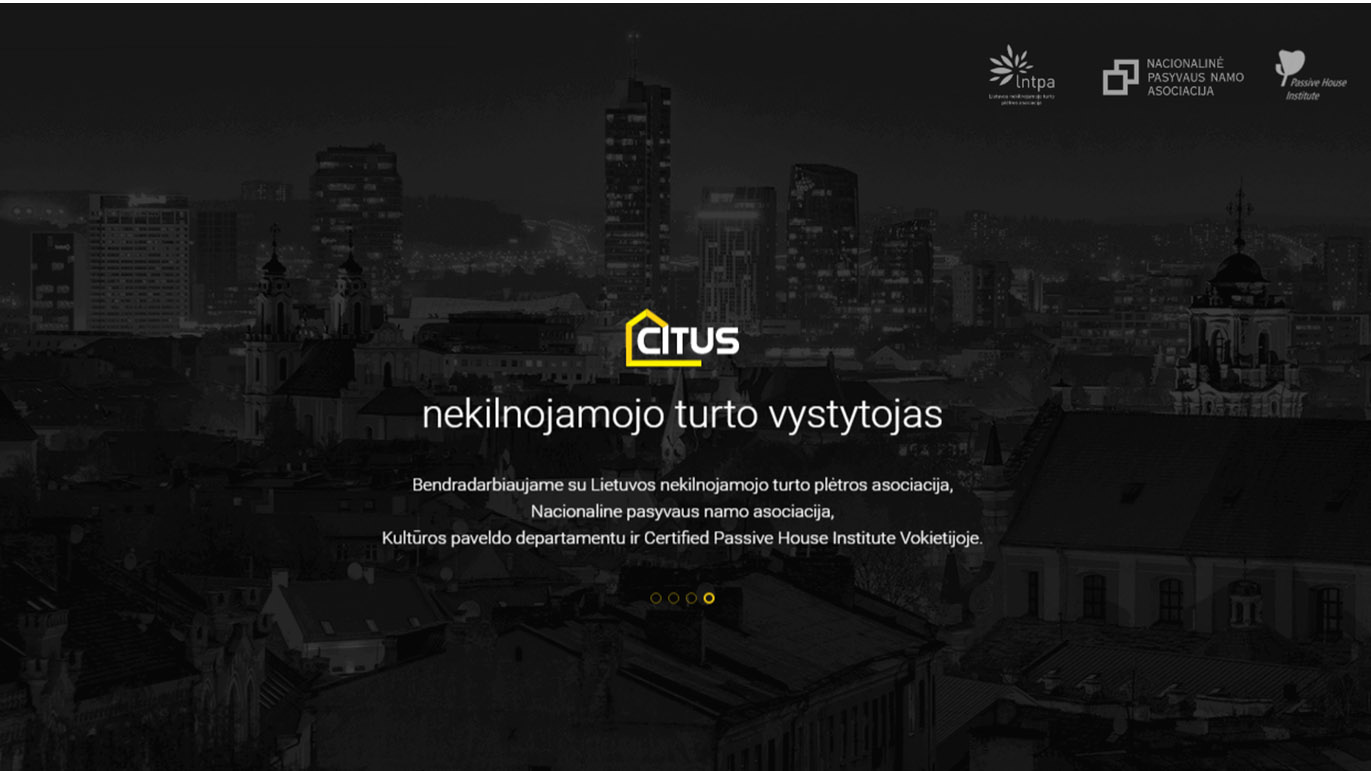 lntpa
Lietuvos nekilnojamojo turto
plėtros asociacija
NACIONALINĖ
PASYVAUS NAMO
ASOCIACIJA
Passive House
Institute
CITUS
nekilnojamojo turto vystytojas
Bendradarbiaujame su Lietuvos nekilnojamojo turto plėtros asociacija,
Nacionaline pasyvaus namo asociacija,
Kultūros paveldo departamentu ir Certified Passive House Institute Vokietijoje.